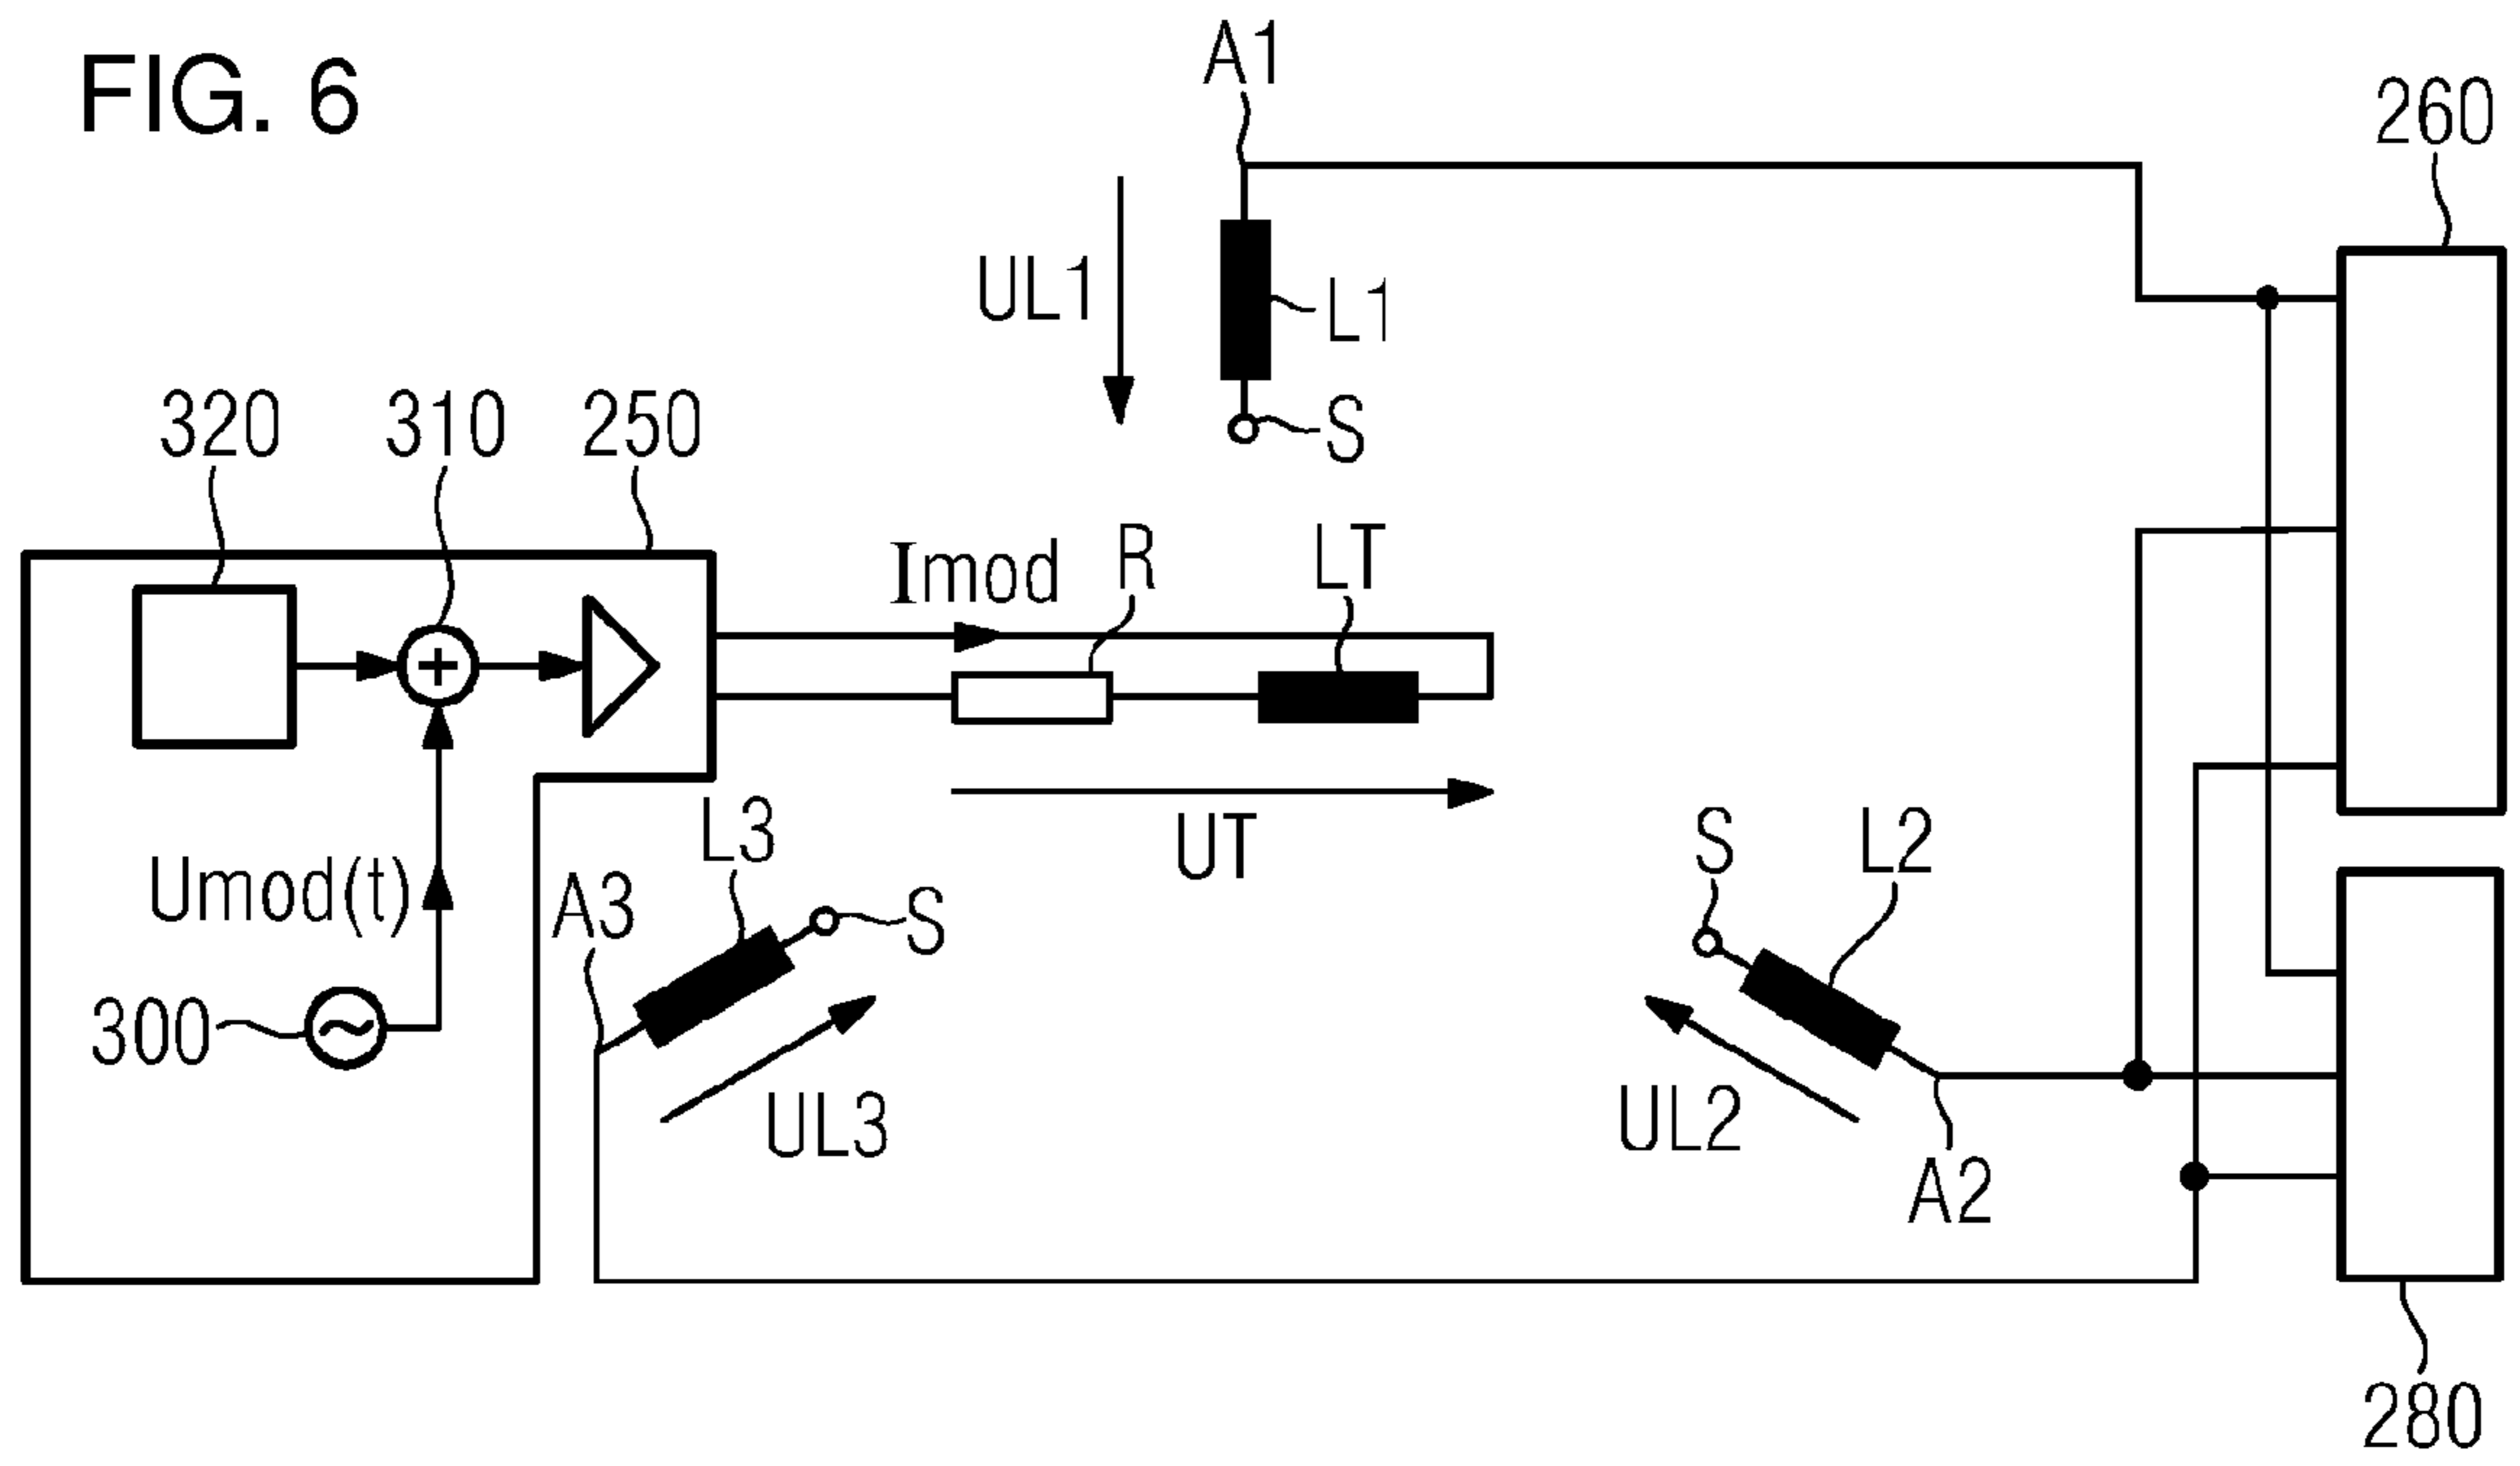 FIG. 6
A1
260
UL1
L1
S
320
310
250
Imod
R
LT
UT
L3
S
L2
Umod(t)
A3
S
300
UL3
UL2
A2
280